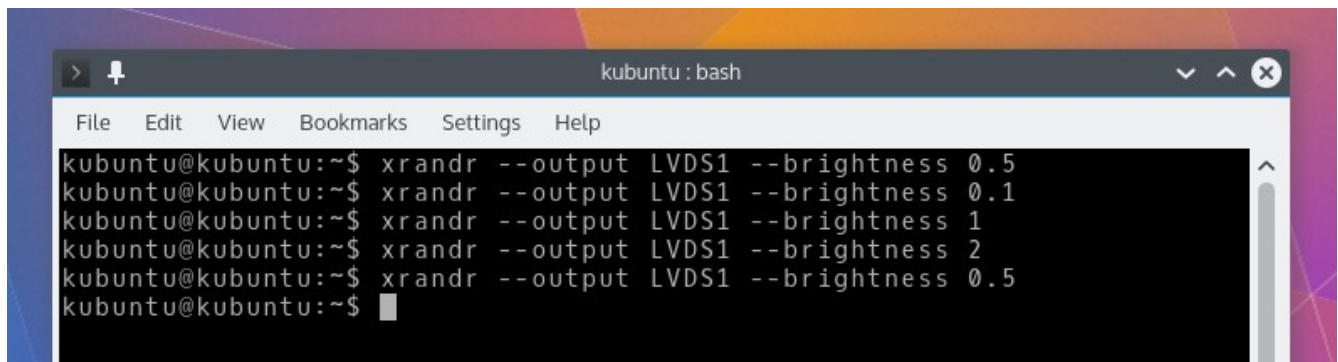 kubuntu : bash
File Edit View Bookmarks Settings Help
kubuntu@kubuntu:~$ xrandr --output LVDS1 --brightness 0.5
kubuntu@kubuntu:~$ xrandr --output LVDS1 --brightness 0.1
kubuntu@kubuntu:~$ xrandr --output LVDS1 --brightness 1
kubuntu@kubuntu:~$ xrandr --output LVDS1 --brightness 2
kubuntu@kubuntu:~$ xrandr --output LVDS1 --brightness 0.5
kubuntu@kubuntu:~$